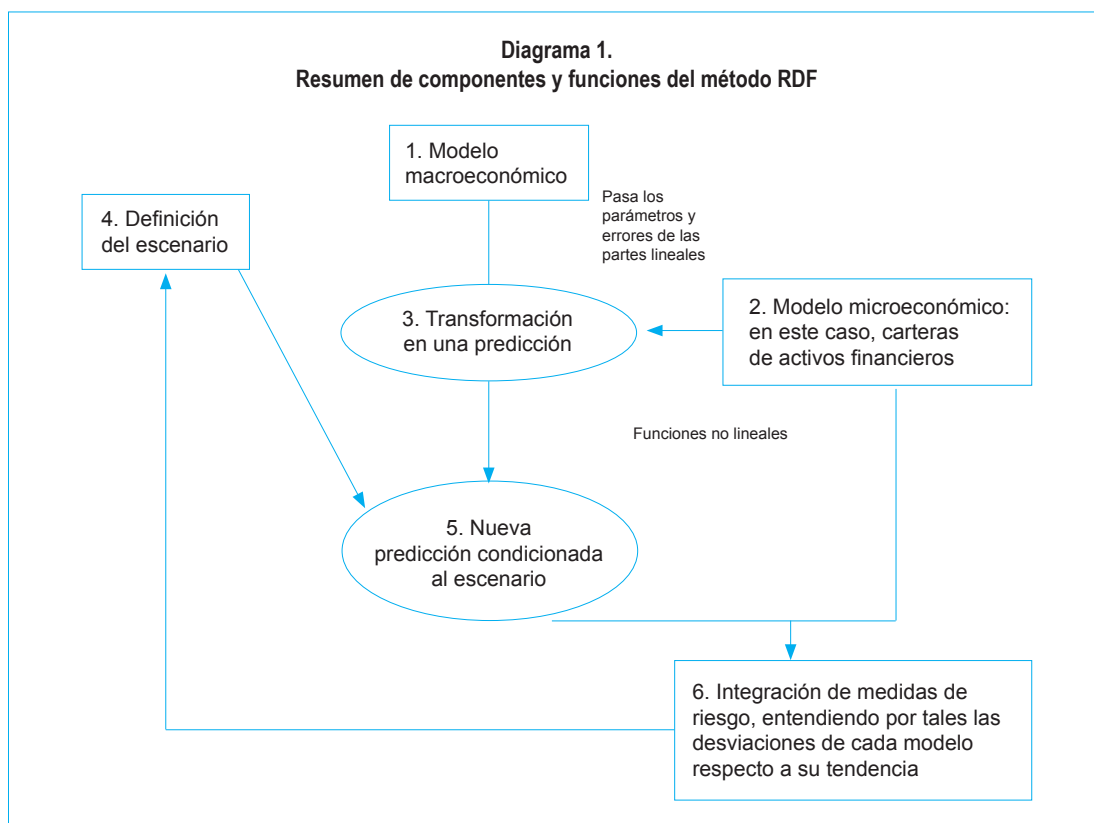 Diagrama 1.
Resumen de componentes y funciones del método RDF
1. Modelo
macroeconómico
Pasa los
parámetros y
errores de las
partes lineales
4. Definición
del escenario
3. Transformación
en una predicción
2. Modelo microeconómico:
en este caso, carteras
de activos financieros
Funciones no lineales
5. Nueva
predicción condicionada
al escenario
6. Integración de medidas de
riesgo, entendiendo por tales las
desviaciones de cada modelo
respecto a su tendencia